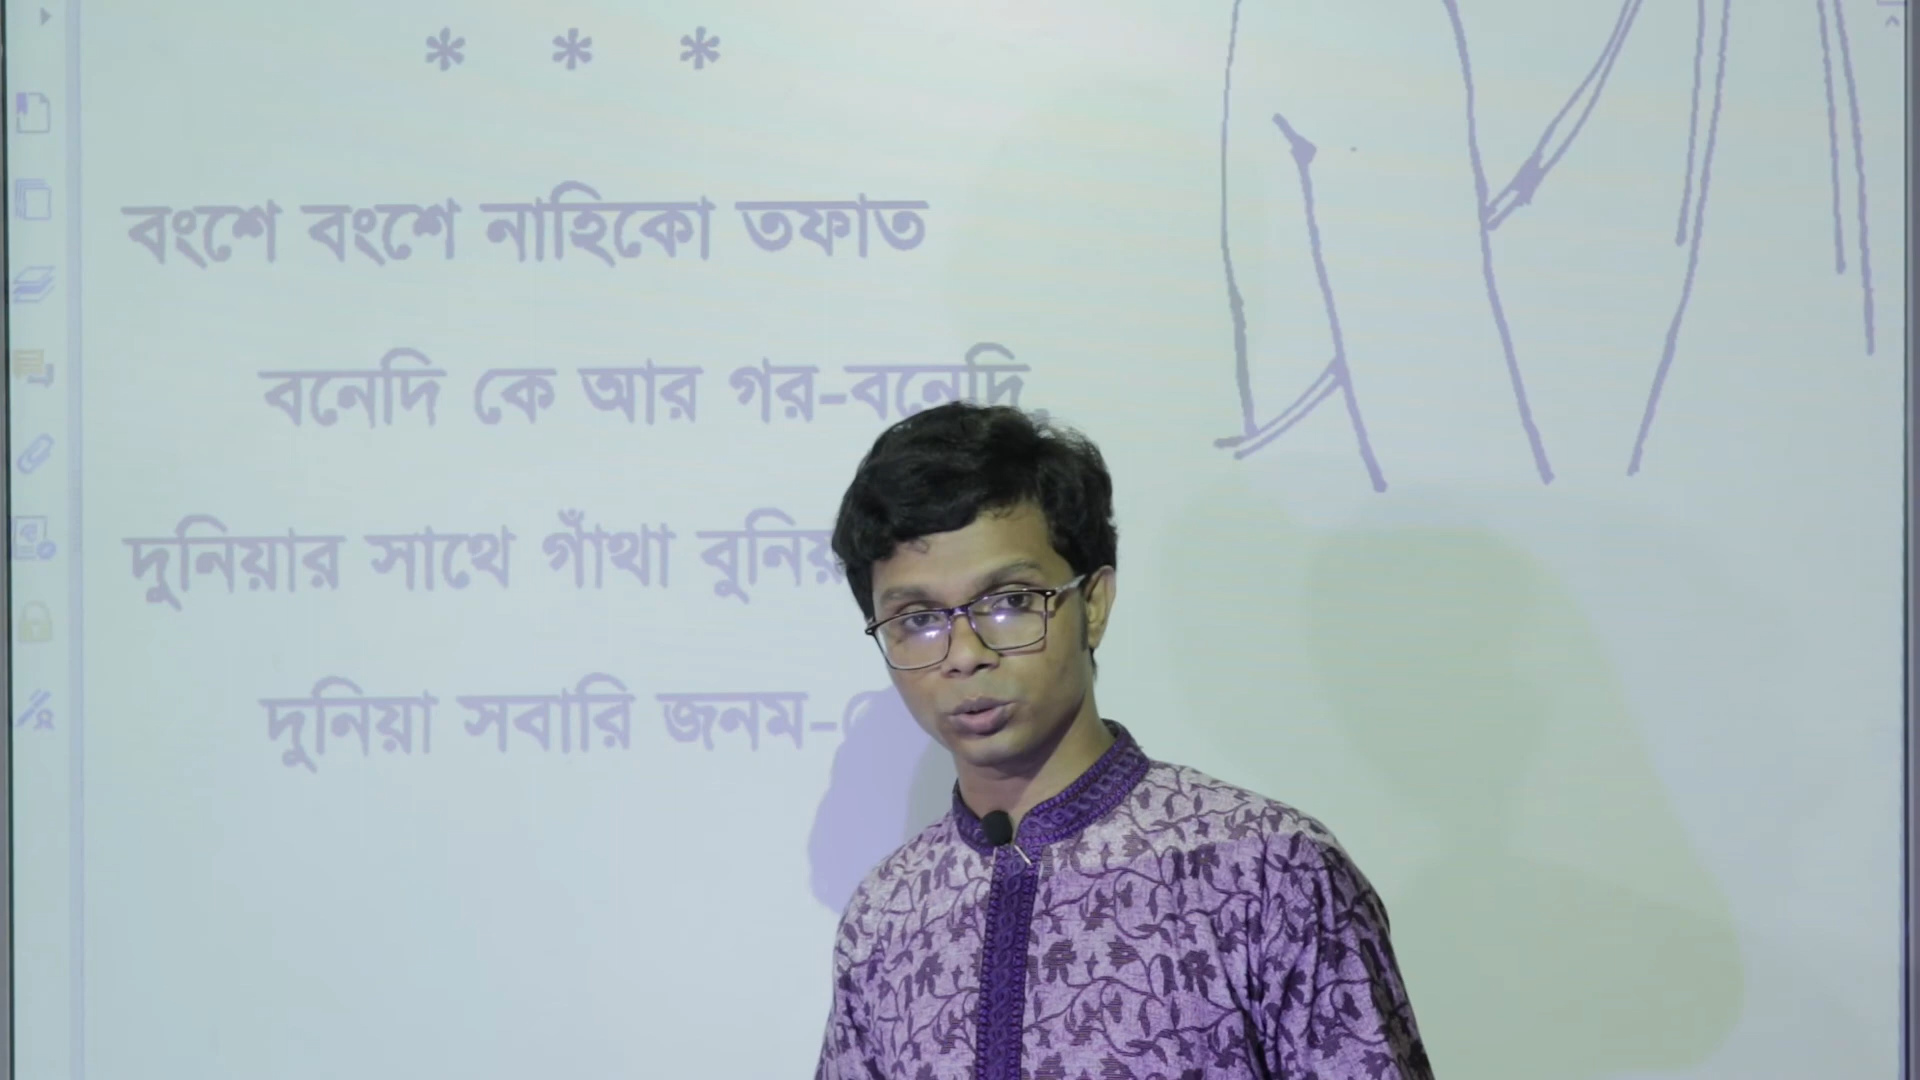 * * *
বংশে বংশে নাহিকো তফাত
বনেদি কে আর গর-বনেদি,
দুনিয়ার সাথে গাঁথা
দুনিয়া সবারি জনম-